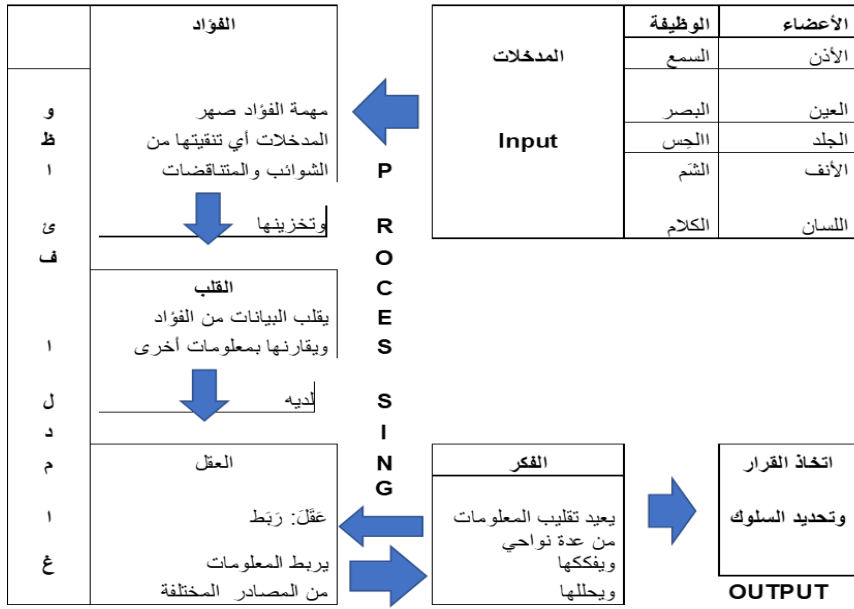 الأعضاء
الوظيفة
الأذن
السمع
العين
البصر
الجلد
االحِس
الأنف
الشَم
اللسان
الكلام
المدخلات
Input
الفؤاد
مهمة الفؤاد صهر
المدخلات أي تنقيتها من
الشوائب والمتناقضات
وتخزينها
القلب
يقلب البيانات من الفؤاد
ويقارنها بمعلومات أخرى
لديه
العقل
عَقَلَ: رَبَط
يربط المعلومات
من المصادر المختلفة
PROCESSING
وظائف الدماغ
الفكر
يعيد تقليب المعلومات
من عدة نواحي
ويفككها
ويحللها
اتخاذ القرار
وتحديد السلوك
OUTPUT